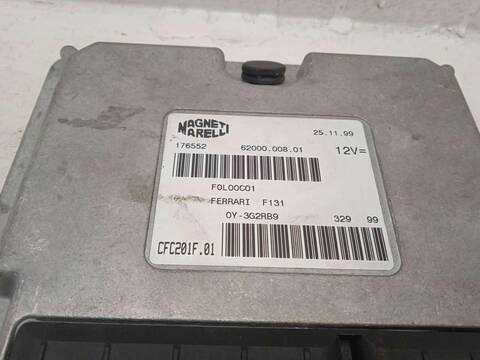 MAGNETI
MARELLI
25.11.99
176552 62000.008.01 12V=
F0L00C01
FERRARI F131
0Y-3G2RB9 329 99
CFC201F.01